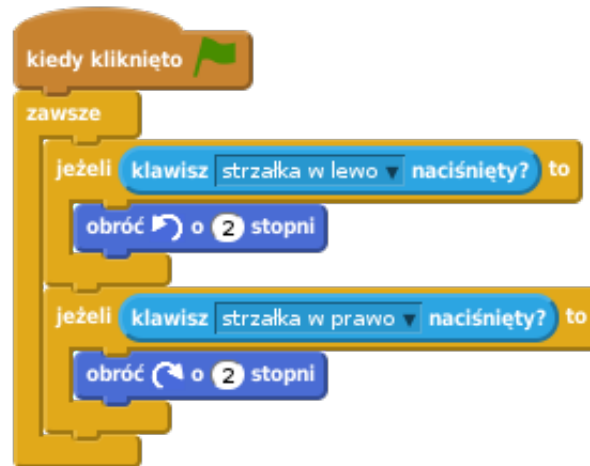 kiedy kliknięto
zawsze
jeżeli klawisz strzałka w lewo naciśnięty? to
obróć o 2 stopni
jeżeli klawisz strzałka w prawo naciśnięty? to
obróć o 2 stopni